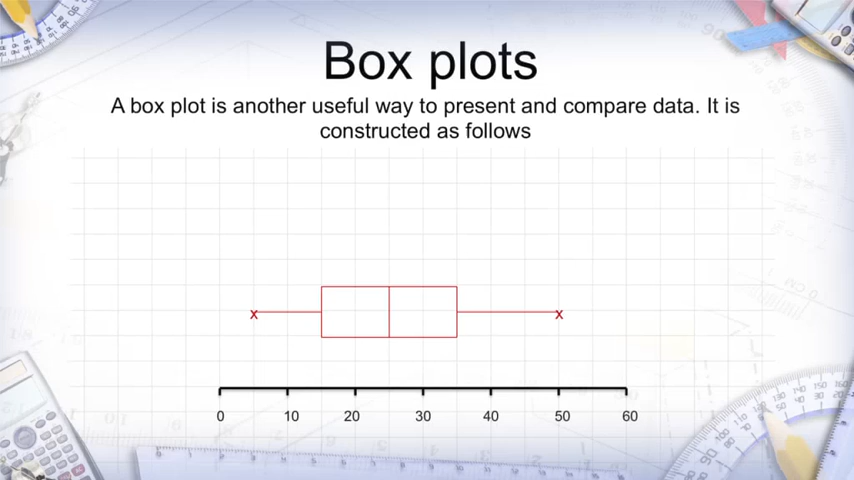 Box plots
A box plot is another useful way to present and compare data. It is
constructed as follows
x x
0 10 20 30 40 50 60